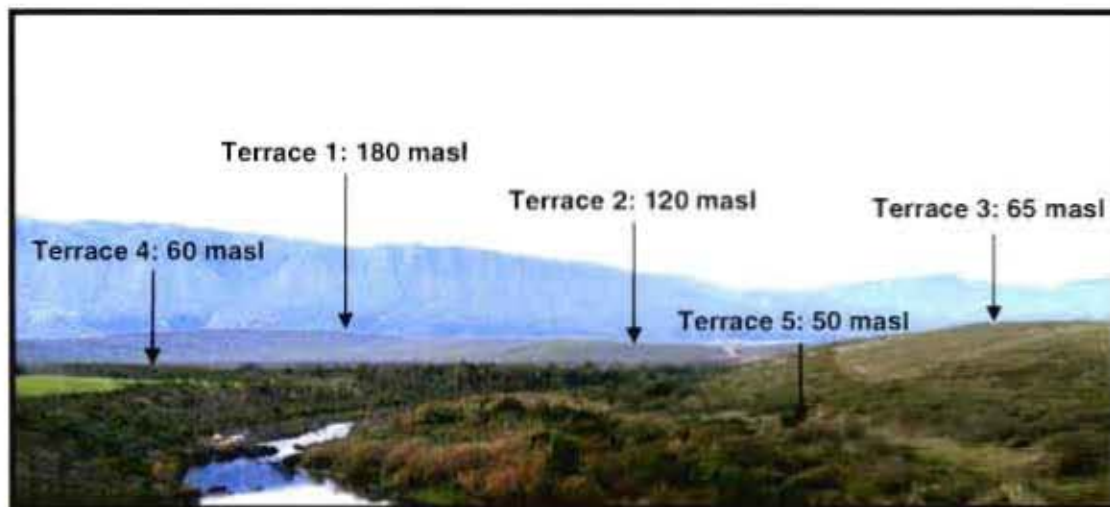 Terrace 1: 180 masl
Terrace 2: 120 masl
Terrace 3: 65 masl
Terrace 4: 60 masl
Terrace 5: 50 masl